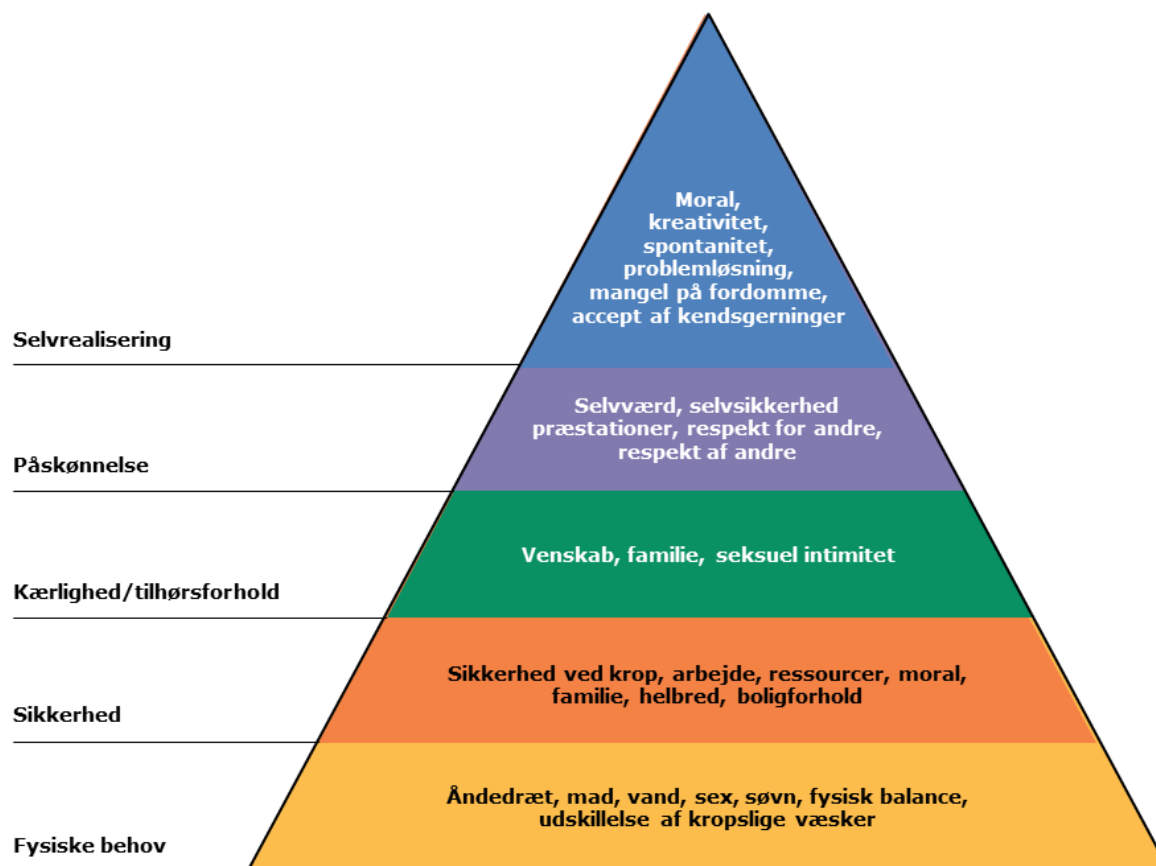 Moral,
kreativitet,
spontanitet,
problemløsning,
mangel på fordomme,
accept af kendsgerninger
Selvrealisering
Selvværd, selvsikkerhed
præstationer, respekt for andre,
respekt af andre
Påskønnelse
Venskab, familie, seksuel intimitet
Kærlighed/tilhørsforhold
Sikkerhed ved krop, arbejde, ressourcer, moral,
familie, helbred, boligforhold
Sikkerhed
Åndedræt, mad, vand, sex, søvn, fysisk balance,
udskillelse af kropslige væsker
Fysiske behov